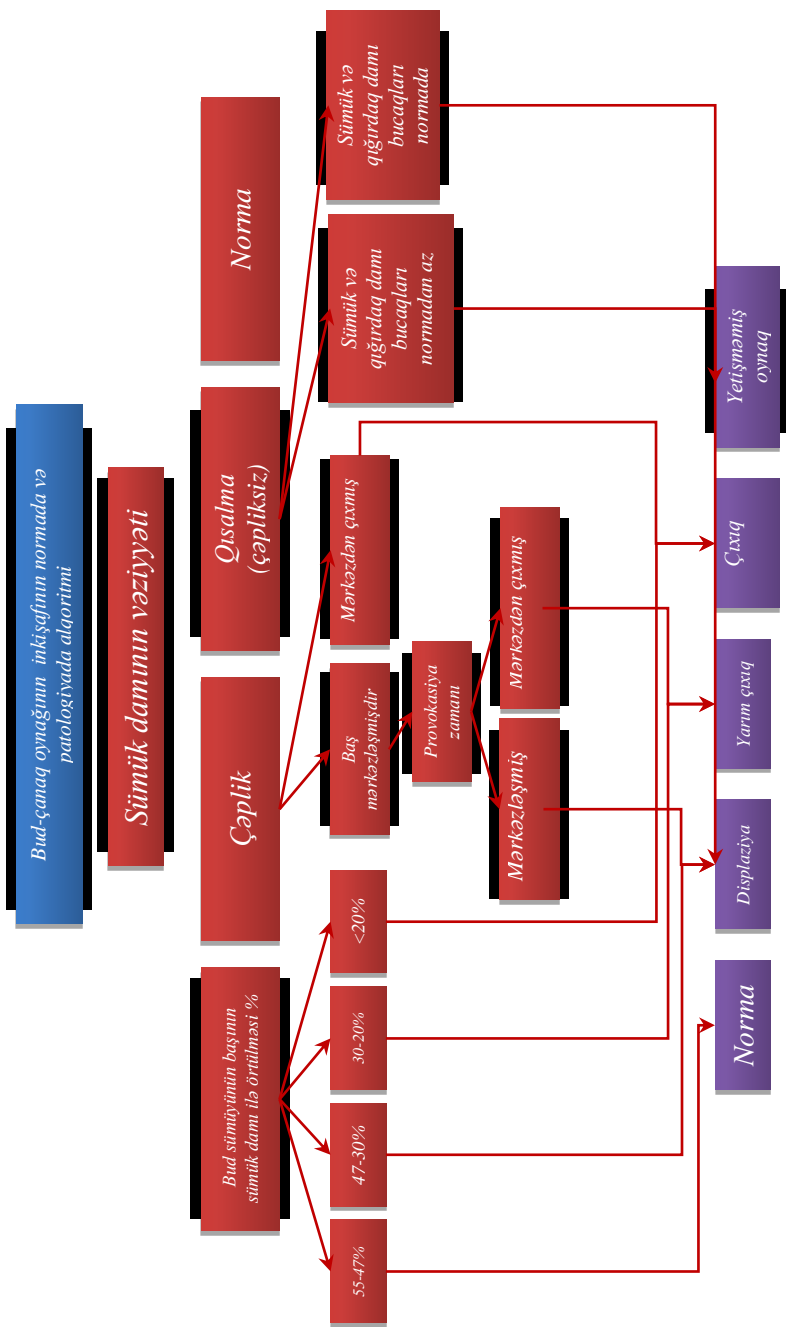 Bud-çanaq oynağının inkişafının normada və
patologiyada alqoritmi
Sümük damının vəziyyəti
Bud sümüyünün başının
sümük damı ilə örtülməsi %
Çəplik
Qısalma
(çəpliksiz)
Norma
55-47%
47-30%
30-20%
<20%
Baş
mərkəzləşmişdir
Mərkəzdən çıxmış
Sümük və
qığırdaq damı
bucaqları
normadan az
Sümük və
qığırdaq damı
bucaqları
normada
Provokasiya
zamanı
Mərkəzləşmiş
Mərkəzdən çıxmış
Norma
Displaziya
Yarım çıxıq
Çıxıq
Yetişməmiş
oynaq